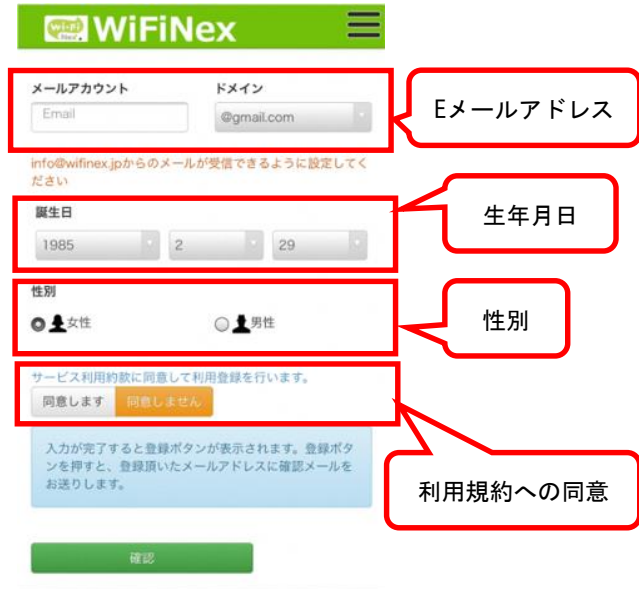 WiFi Nex. WiFiNex
メールアカウント ドメイン
Email @gmail.com
Eメールアドレス
info@wifinex.jpからのメールが受信できるように設定してく
ださい
誕生日
1985 2 29
生年月日
性別
女性 男性
性別
サービス利用約款に同意して利用登録を行います。
同意します 同意しません
利用規約への同意
入力が完了すると登録ボタンが表示されます。登録ボタ
ンを押すと、登録頂いたメールアドレスに確認メールを
お送りします。
確認